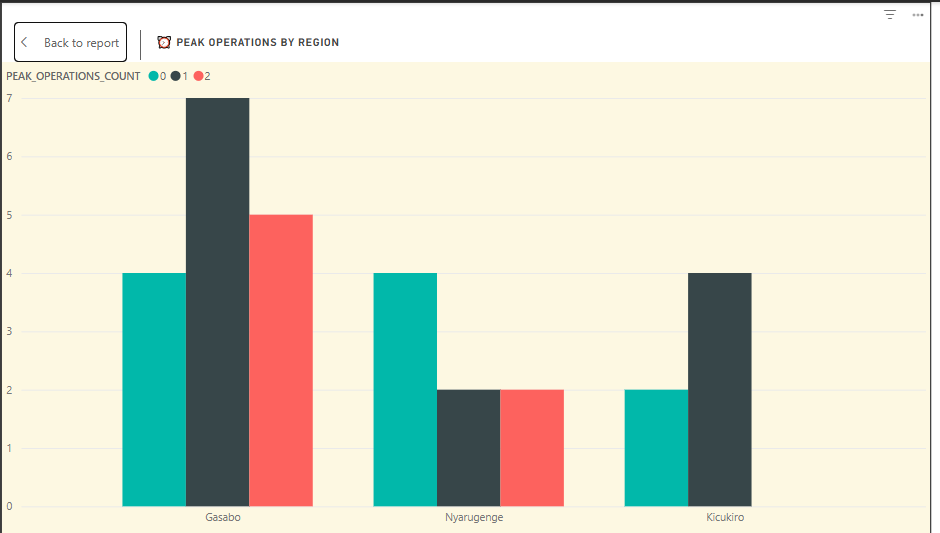 Back to report
⏰ PEAK OPERATIONS BY REGION
PEAK_OPERATIONS_COUNT 0 1 2
7
6
5
4
3
2
1
0
Gasabo Nyarugenge Kicukiro